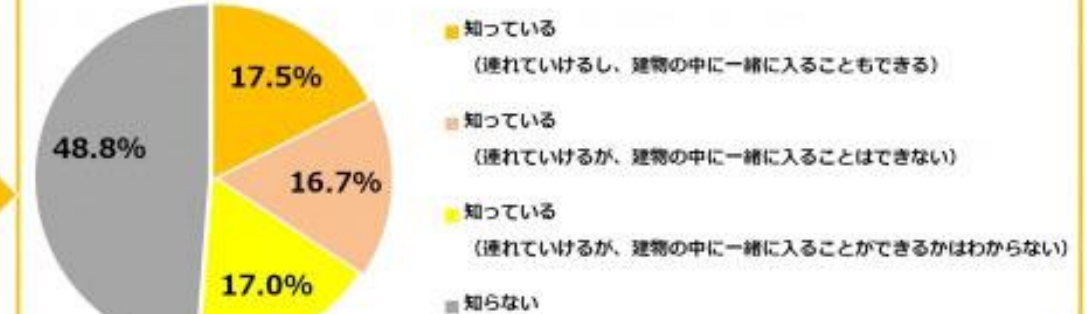 17.5%
16.7%
17.0%
48.8%
知っている
（連れていけるし、建物の中に一緒に入ることもできる）
知っている
（連れていけるが、建物の中に一緒に入ることはできない）
知っている
（連れていけるが、建物の中に一緒に入ることができるかはわからない）
知らない